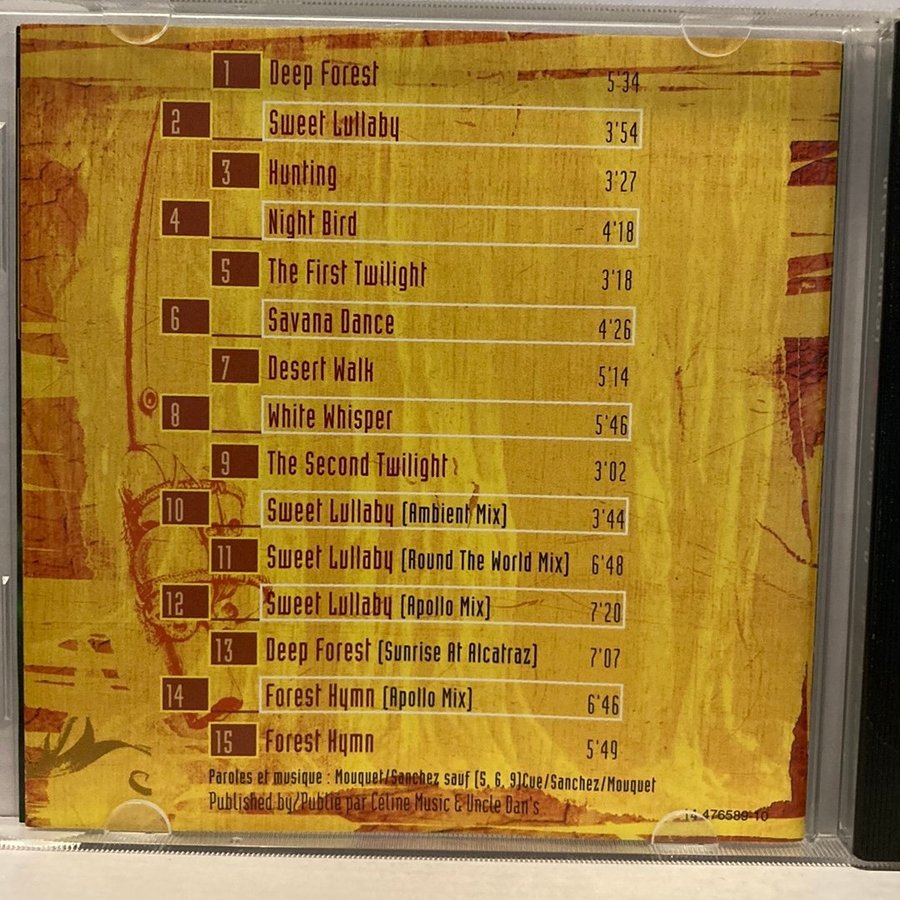 1 Deep Forest 5'34
2 Sweet Lullaby 3'54
3 Hunting 3'27
4 Night Bird 4'18
5 The First Twilight 3'18
6 Savana Dance 4'26
7 Desert Walk 5'14
8 White Whisper 5'46
9 The Second Twilight 3'02
10 Sweet Lullaby (Ambient Mix) 3'44
11 Sweet Lullaby (Round The World Mix) 6'48
12 Sweet Lullaby (Apollo Mix) 7'20
13 Deep Forest (Sunrise At Alcatraz) 7'07
14 Forest Hymn (Apollo Mix) 6'46
15 Forest Hymn 5'49
Paroles et musique : Mouquet/Sanchez sauf (5, 6, 9)Cue/Sanchez/Mouquet
Published by/Publié par Céline Music & Uncle Dan's
14 476589-10